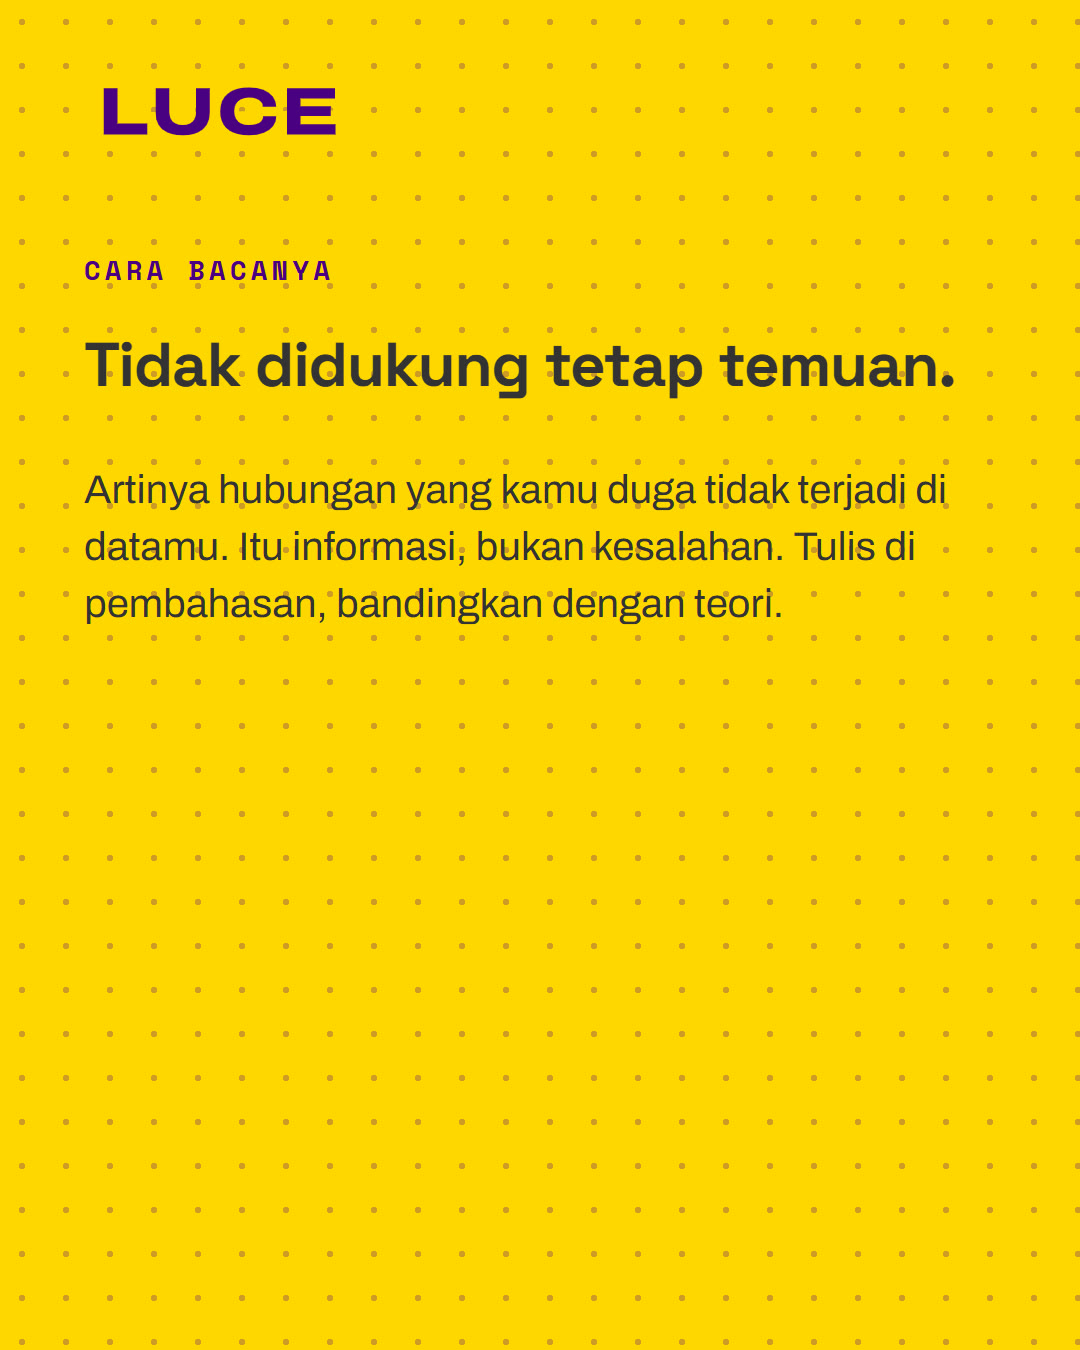 LUCE
CARA BACANYA
Tidak didukung tetap temuan.
Artinya hubungan yang kamu duga tidak terjadi di
datamu. Itu informasi, bukan kesalahan. Tulis di
pembahasan, bandingkan dengan teori.